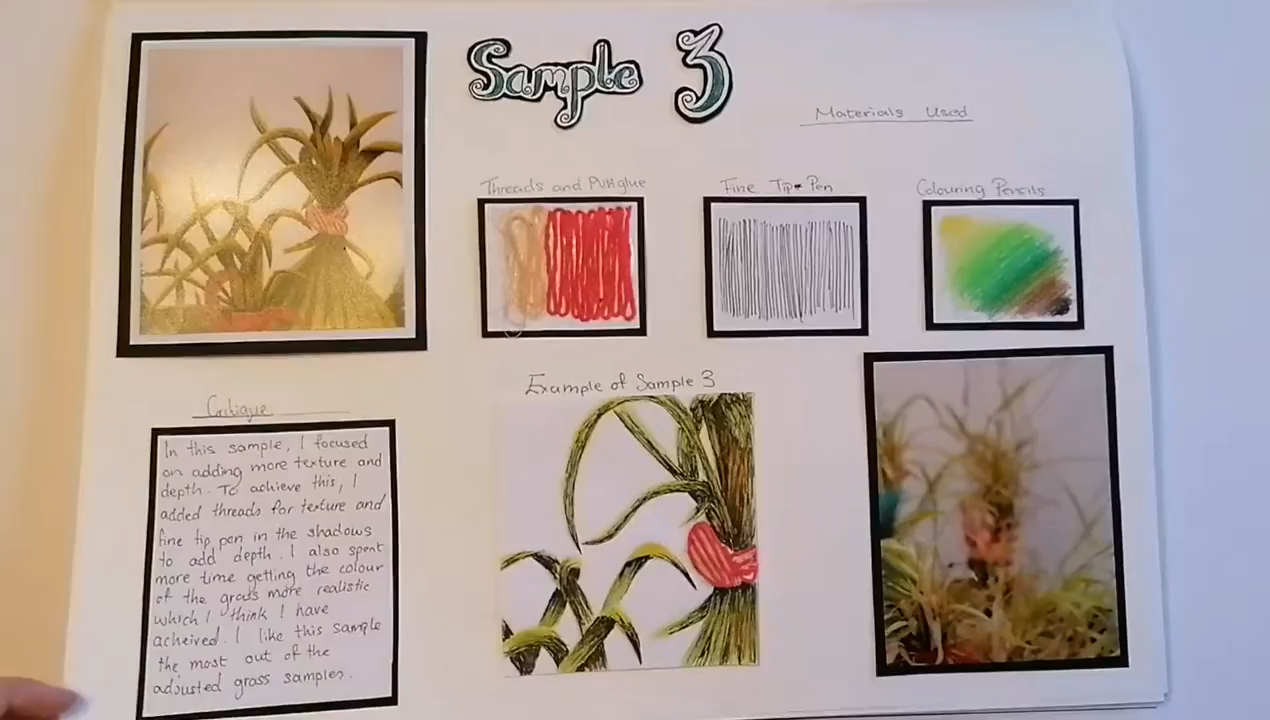 Sample 3
Materials Used
Threads and PVA glue
Fine Tip Pen
Colouring Pencils
Critique
In this sample, I focused
on adding more texture and
depth. To achieve this, I
added threads for texture and
fine tip pen in the shadows
to add depth. I also spent
more time getting the colour
of the grass more realistic
which I think I have
acheived. I like this sample
the most out of the
adjusted grass samples.
Example of Sample 3